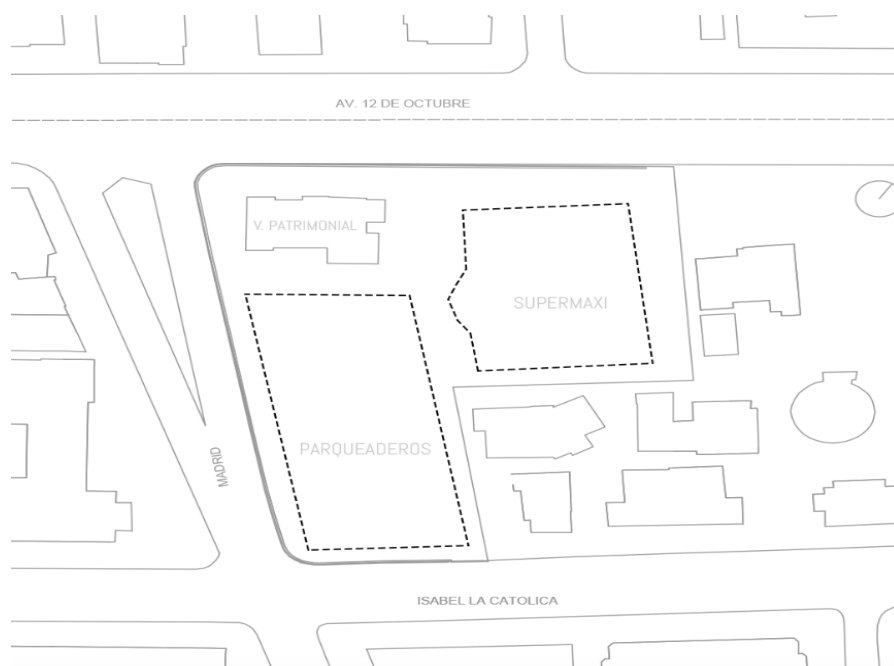 AV. 12 DE OCTUBRE
V. PATRIMONIAL
SUPERMAXI
PARQUEADEROS
MADRID
ISABEL LA CATOLICA